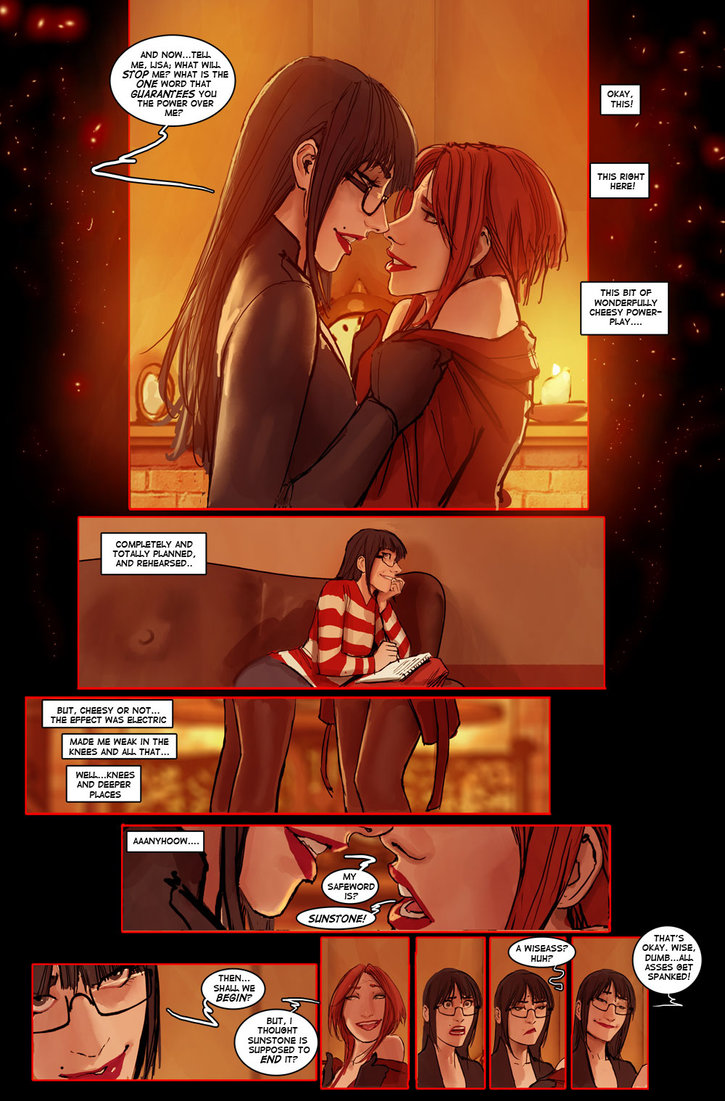 AND NOW...TELL
ME, LISA; WHAT WILL
STOP ME? WHAT IS THE
ONE WORD THAT
GUARANTEES YOU
THE POWER OVER
ME?
OKAY,
THIS!
THIS RIGHT
HERE!
THIS BIT OF
WONDERFULLY
CHEESY POWER-
PLAY....
COMPLETELY AND
TOTALLY PLANNED,
AND REHEARSED..
BUT, CHEESY OR NOT...
THE EFFECT WAS ELECTRIC
MADE ME WEAK IN THE
KNEES AND ALL THAT...
WELL...KNEES
AND DEEPER
PLACES
AAANYHOOW....
MY
SAFEWORD
IS?
SUNSTONE!
THEN...
SHALL WE
BEGIN?
BUT, I
THOUGHT
SUNSTONE IS
SUPPOSED TO
END IT?
A WISEASS?
HUH?
THAT'S
OKAY. WISE,
DUMB...ALL
ASSES GET
SPANKED!